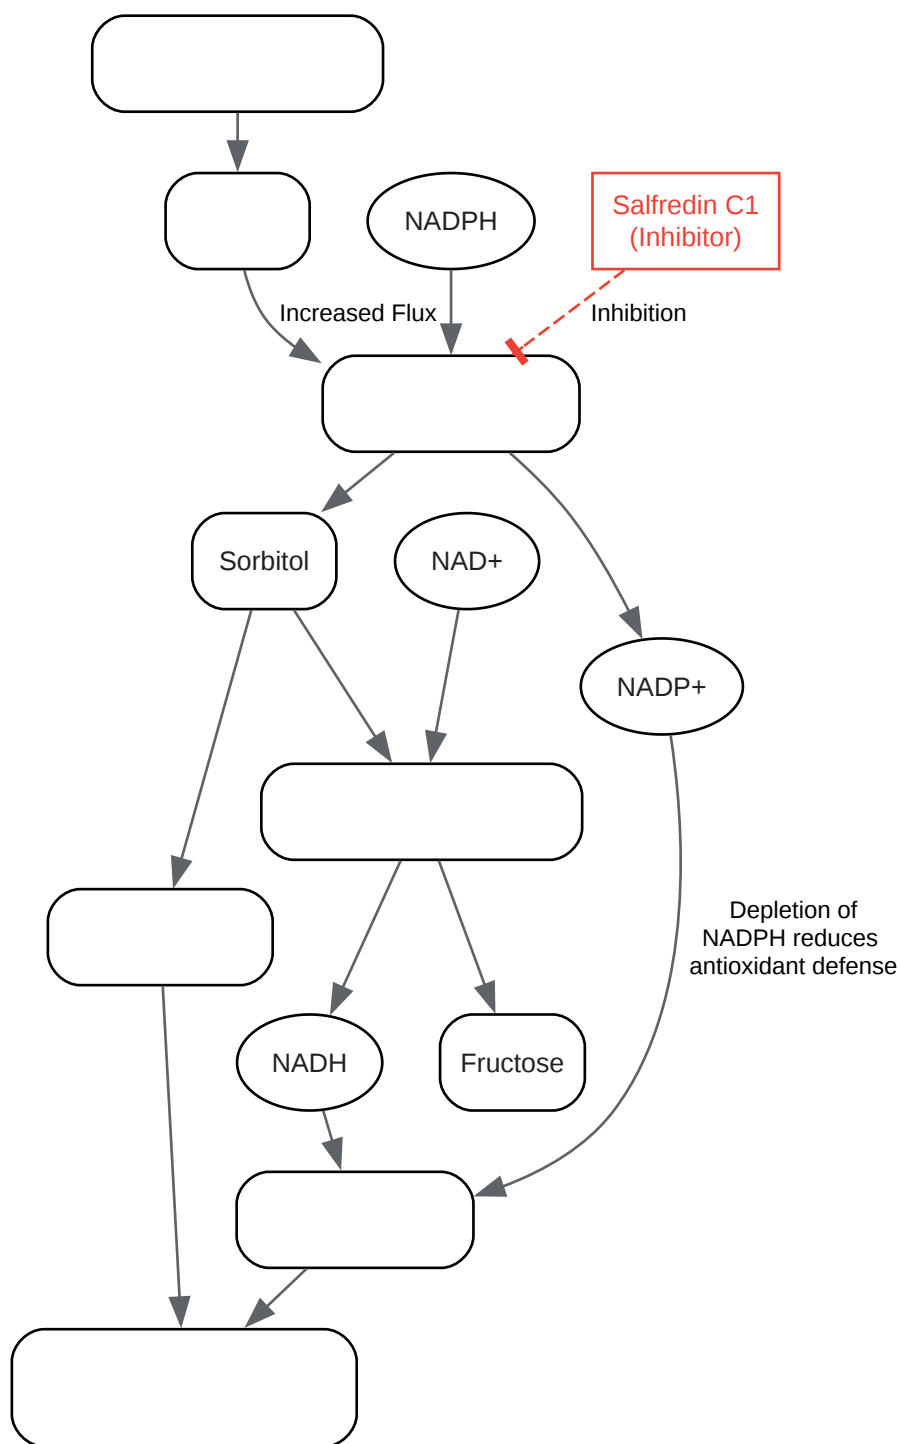 NADPH
Salfredin C1
(Inhibitor)
Increased Flux
Inhibition
Sorbitol
NAD+
NADP+
Depletion of
NADPH reduces
antioxidant defense
NADH
Fructose